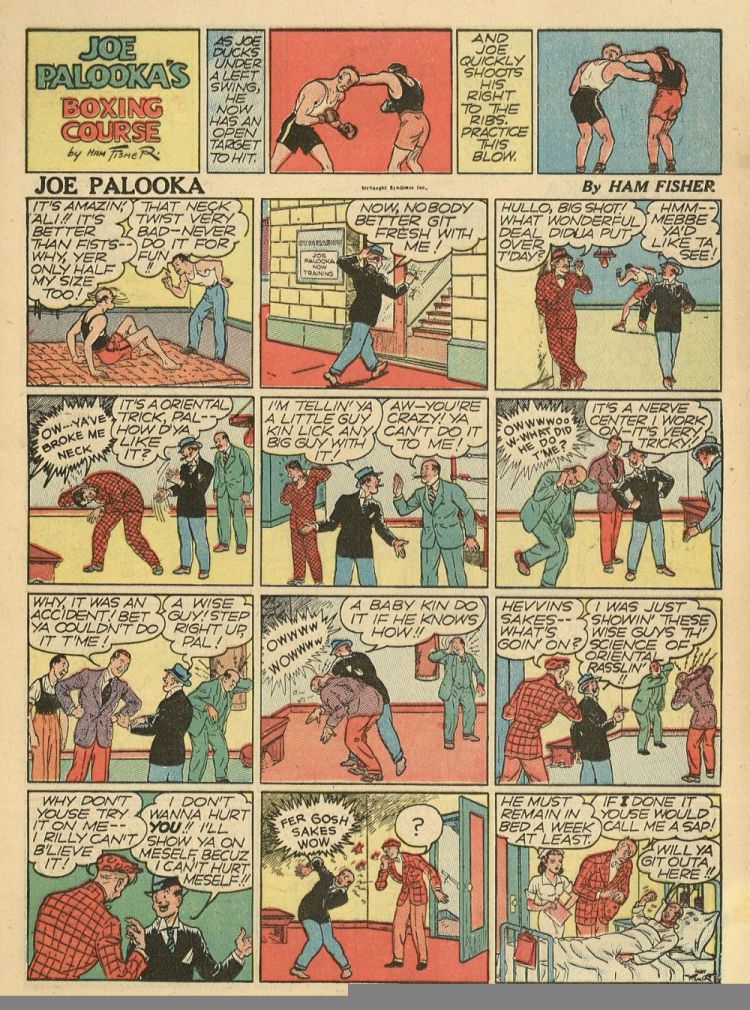 JOE
PALOOKA'S
BOXING
COURSE
by HAM FISHER.
AS JOE
DUCKS
UNDER
A LEFT
SWING,
HE
NOW
HAS AN
OPEN
TARGET
TO HIT.
AND
JOE
QUICKLY
SHOOTS
HIS
RIGHT
TO THE
RIBS.
PRACTICE
THIS
BLOW.
JOE PALOOKA
McNaught Syndicate Inc.,
By HAM FISHER
IT'S AMAZIN',
ALI!! IT'S
BETTER
THAN FISTS--
WHY, YER
ONLY HALF
MY SIZE
TOO!
THAT NECK
TWIST VERY
BAD--NEVER
DO IT FOR
FUN
!!
NOW, NOBODY
BETTER GIT
FRESH WITH
ME!
GYMNASIUM
JOE
PALOOKA
NOW
TRAINING
HULLO, BIG SHOT!
WHAT WONDERFUL
DEAL DIDJA PUT
OVER
T'DAY?
HMM--
MEBBE
YA'D
LIKE TA
SEE!
OW--YA'VE
BROKE ME
NECK
IT'S A ORIENTAL
TRICK, PAL--
HOW D'YA
LIKE
IT?
I'M TELLIN' YA
A LITTLE GUY
KIN LICK ANY
BIG GUY WITH
IT!
AW--YOU'RE
CRAZY! YA
CAN'T DO IT
TO ME!
OWWWWOO
W-WHAT DID
HE DO
T'ME?
IT'S A NERVE
CENTER I WORK
ON--IT'S VERY
TRICKY!
WHY, IT WAS AN
ACCIDENT! BET
YA COULDN'T DO
IT T'ME!
A WISE
GUY! STEP
RIGHT UP,
PAL!
OWWWW
WOWWW
A BABY KIN DO
IT IF HE KNOWS
HOW!!
HEVVINS
SAKES--
WHAT'S
GOIN' ON?
I WAS JUST
SHOWIN' THESE
WISE GUYS TH'
SCIENCE OF
ORIENTAL
RASSLIN'
!!
WHY DON'T
YOUSE TRY
IT ON ME--
I RILLY CAN'T
B'LIEVE
IT!
I DON'T
WANNA HURT
YOU!! I'LL
SHOW YA ON
MESELF, BECUZ
I CAN'T HURT
MESELF!!
FER GOSH
SAKES
WOW
?
HE MUST
REMAIN IN
BED A WEEK
AT LEAST.
IF I DONE IT
YOUSE WOULD
CALL ME A SAP!
WILL YA
GIT OUTA
HERE!!
HAM
FISHER